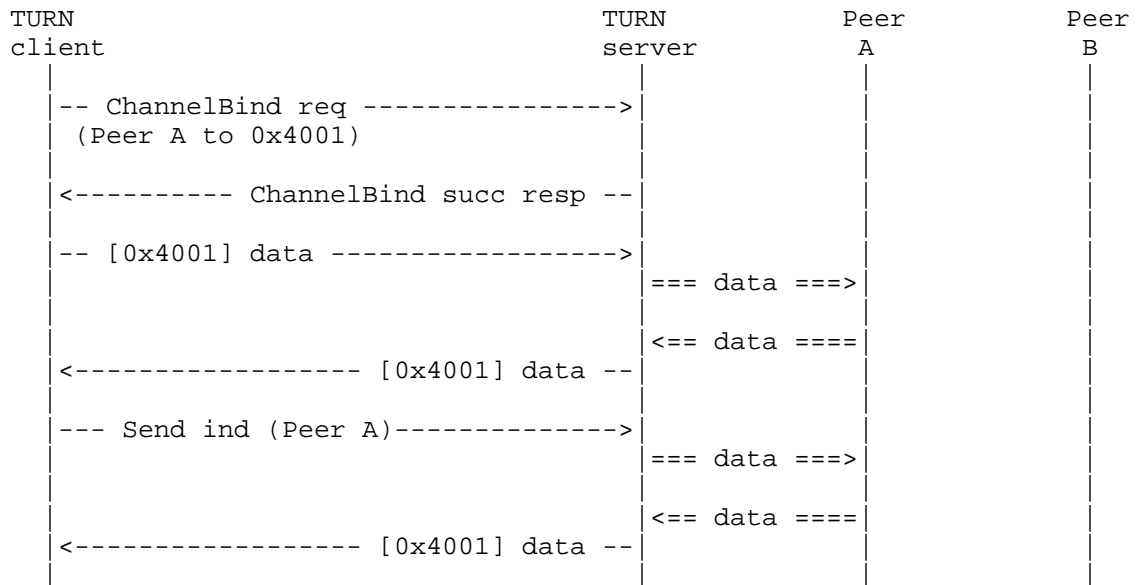 TURN TURN Peer Peer
client server A B
|-- ChannelBind req ---------------->|
(Peer A to 0x4001)
|<---------- ChannelBind succ resp --|
|-- [0x4001] data ------------------>|
|=== data ===>|
|<== data ====|
|<------------------ [0x4001] data --|
|--- Send ind (Peer A)-------------->|
|=== data ===>|
|<== data ====|
|<------------------ [0x4001] data --|